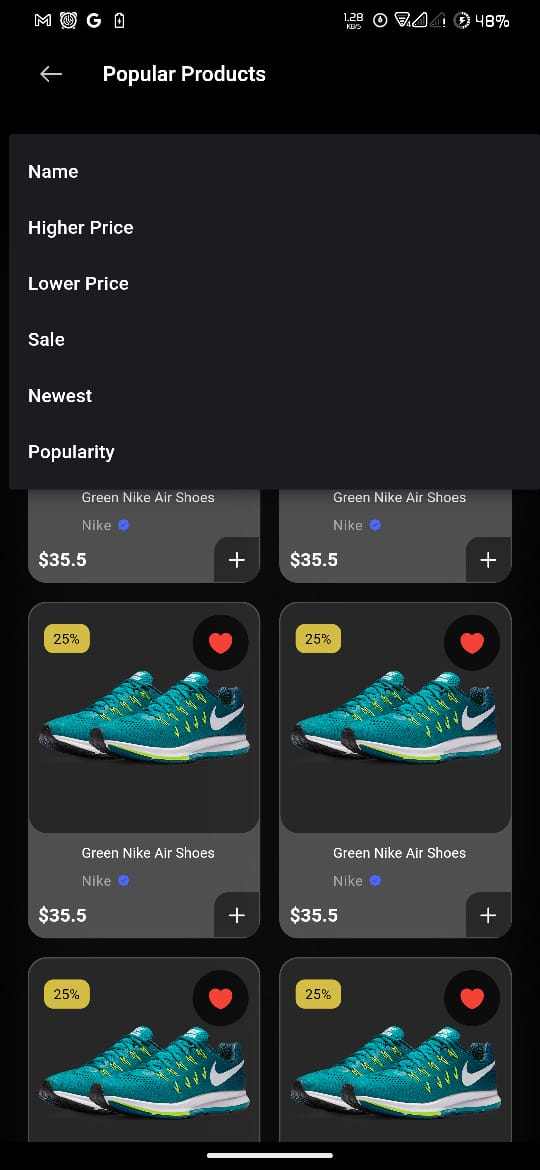 1.28
KB/S
48%
Popular Products
Name
Higher Price
Lower Price
Sale
Newest
Popularity
Green Nike Air Shoes
Green Nike Air Shoes
Nike
Nike
$35.5
+
$35.5
+
25%
25%
Green Nike Air Shoes
Green Nike Air Shoes
Nike
Nike
$35.5
+
$35.5
+
25%
25%